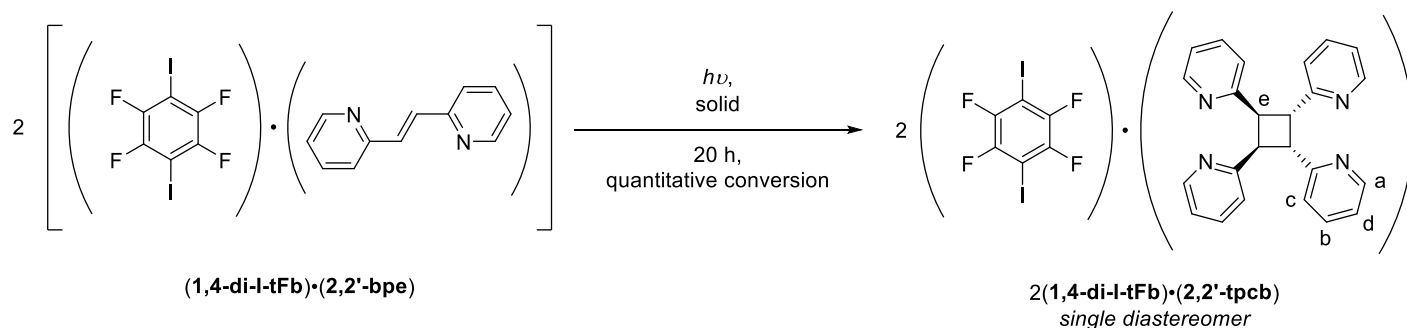 2
I
F
F
F
F
I
•
N
N
hυ,
solid
20 h,
quantitative conversion
2
I
F
F
F
F
I
•
N
N
e
N
N
a
c
d
b
(1,4-di-I-tFb)•(2,2'-bpe)
2(1,4-di-I-tFb)•(2,2'-tpcb)
single diastereomer